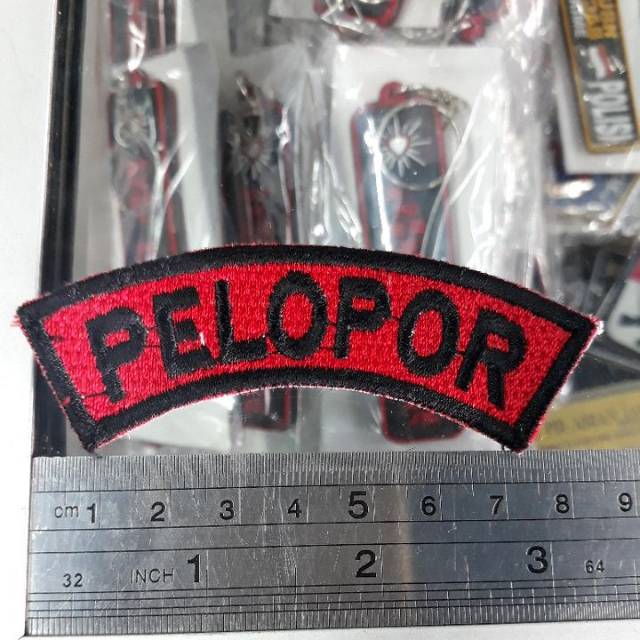 POLISI
PELOPOR
cm 1 2 3 4 5 6 7 8 9
32 INCH 1 2 3 64